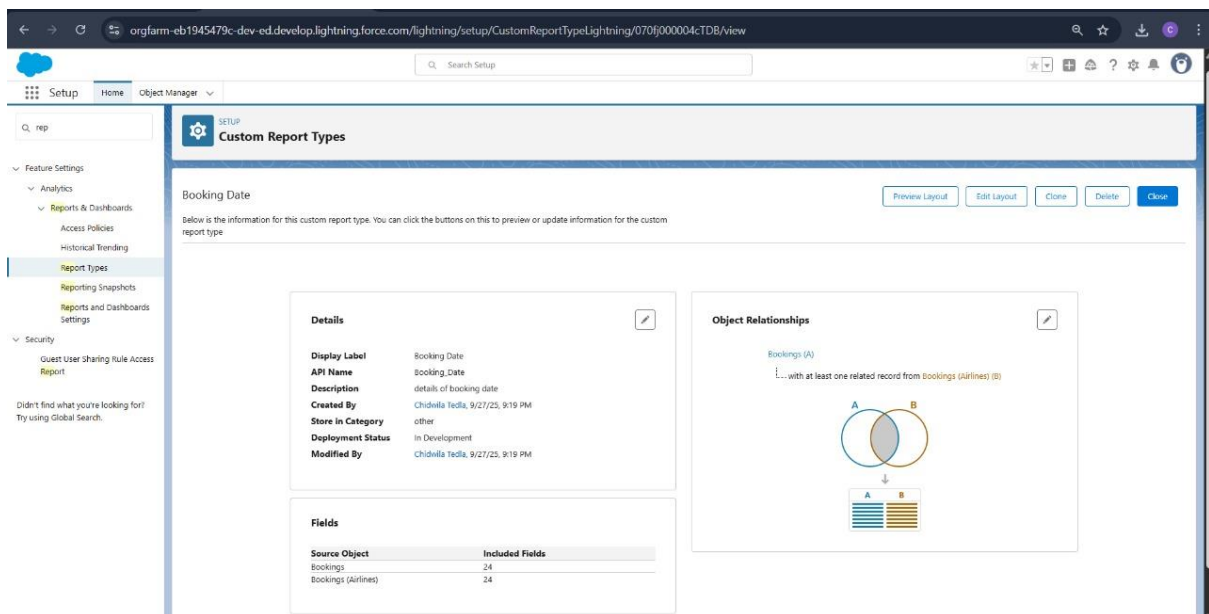 orgfarm-eb1945479c-dev-ed.develop.lightning.force.com/lightning/setup/CustomReportTypeLightning/070fj000004cTDB/view
C
Search Setup
Setup
Home
Object Manager
rep
Feature Settings
Analytics
Reports & Dashboards
Access Policies
Historical Trending
Report Types
Reporting Snapshots
Reports and Dashboards
Settings
Security
Guest User Sharing Rule Access
Report
Didn't find what you're looking for?
Try using Global Search.
SETUP
Custom Report Types
Booking Date
Preview Layout
Edit Layout
Clone
Delete
Close
Below is the information for this custom report type. You can click the buttons on this to preview or update information for the custom
report type
Details
Display Label Booking Date
API Name Booking_Date
Description details of booking date
Created By Chidwila Tedla, 9/27/25, 9:19 PM
Store in Category other
Deployment Status In Development
Modified By Chidwila Tedla, 9/27/25, 9:19 PM
Fields
Source Object Included Fields
Bookings 24
Bookings (Airlines) 24
Object Relationships
Bookings (A)
with at least one related record from Bookings (Airlines) (B)
A B
A B